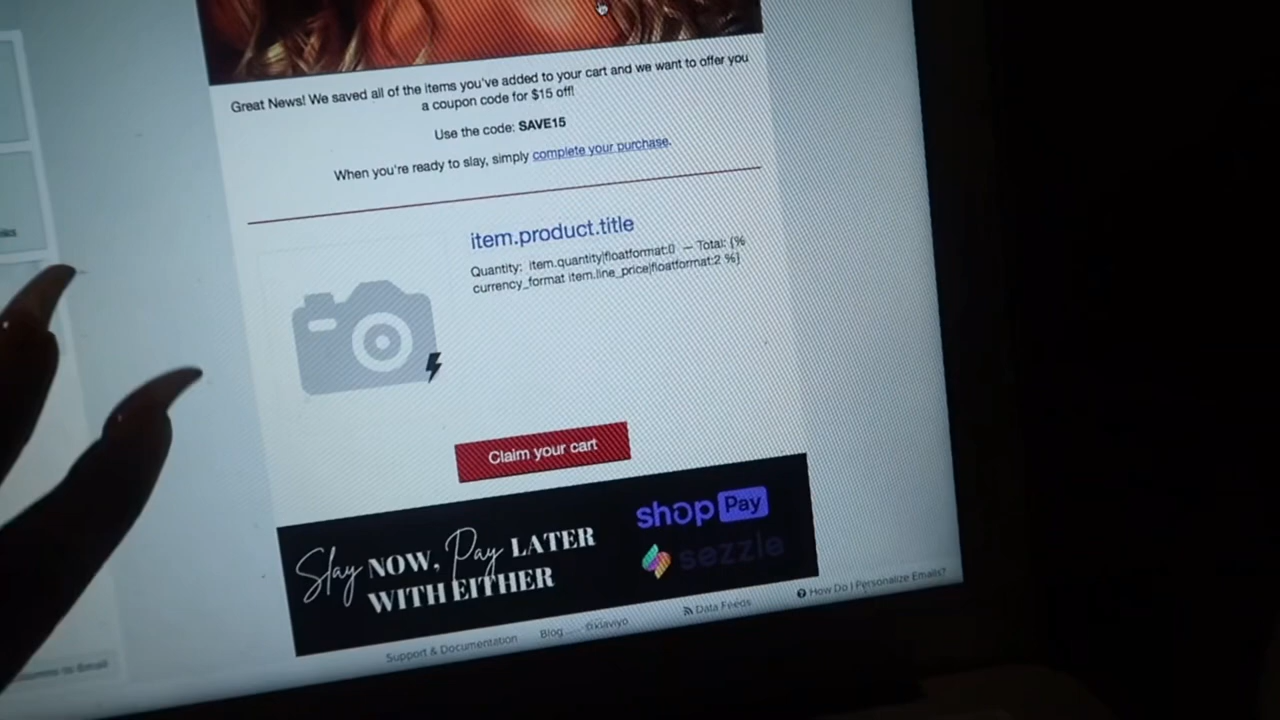 Great News! We saved all of the items you've added to your cart and we want to offer you
a coupon code for $15 off!
Use the code: SAVE15
When you're ready to slay, simply complete your purchase.
item.product.title
Quantity: item.quantity|floatformat:0 — Total: {%
currency_format item.line_price|floatformat:2 %}
Claim your cart
Slay NOW, Pay LATER
WITH EITHER
shop Pay
sezzle
Support & Documentation
Blog
@klaviyo
Data Feeds
How Do I Personalize Emails?